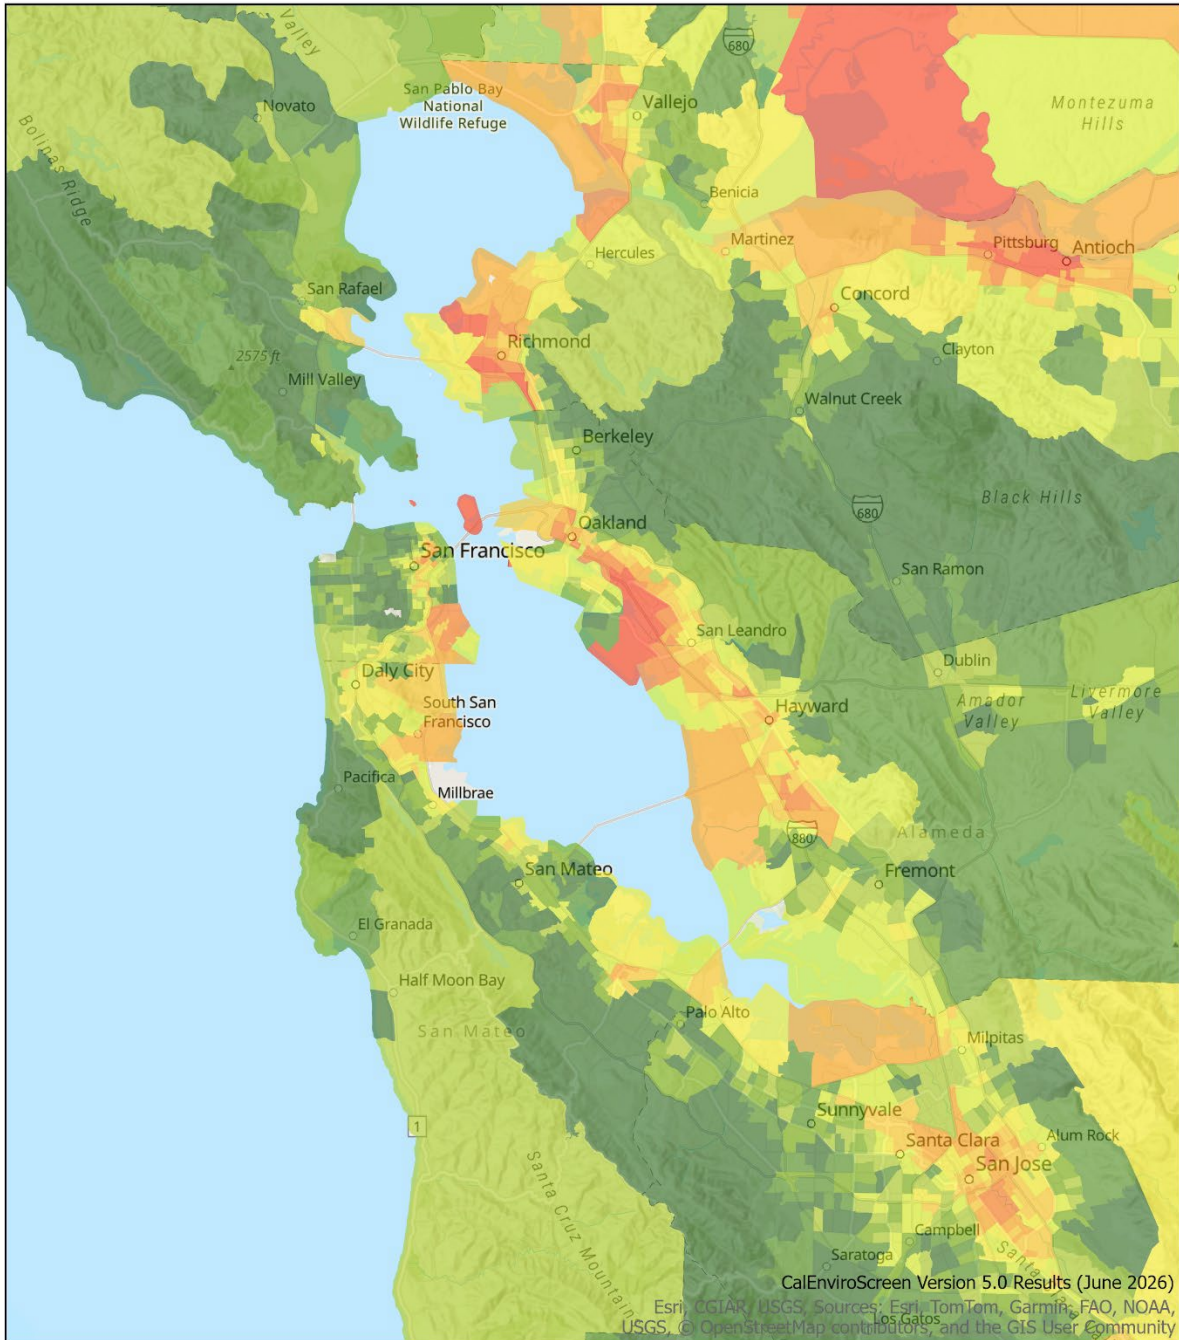 Valley
680
San Pablo Bay
National
Wildlife Refuge
Novato
Vallejo
Montezuma
Hills
Bolinas Ridge
Benicia
Martinez
Pittsburg
Antioch
Hercules
San Rafael
Concord
Richmond
2575 ft
Clayton
Mill Valley
Walnut Creek
Berkeley
Black Hills
680
Oakland
San Francisco
San Ramon
San Leandro
Daly City
Dublin
Amador
Valley
Livermore
Valley
South San
Francisco
Hayward
Pacifica
Millbrae
880
Alameda
San Mateo
Fremont
El Granada
Half Moon Bay
Palo Alto
San Mateo
Milpitas
1
Sunnyvale
Santa Clara
Alum Rock
San Jose
Santa Cruz Mountain
Campbell
Saratoga
Santa
CalEnviroScreen Version 5.0 Results (June 2026)
Esri, CGIAR, USGS, Sources: Esri, TomTom, Garmin, FAO, NOAA,
Los Gatos
USGS, © OpenStreetMap contributors, and the GIS User Community